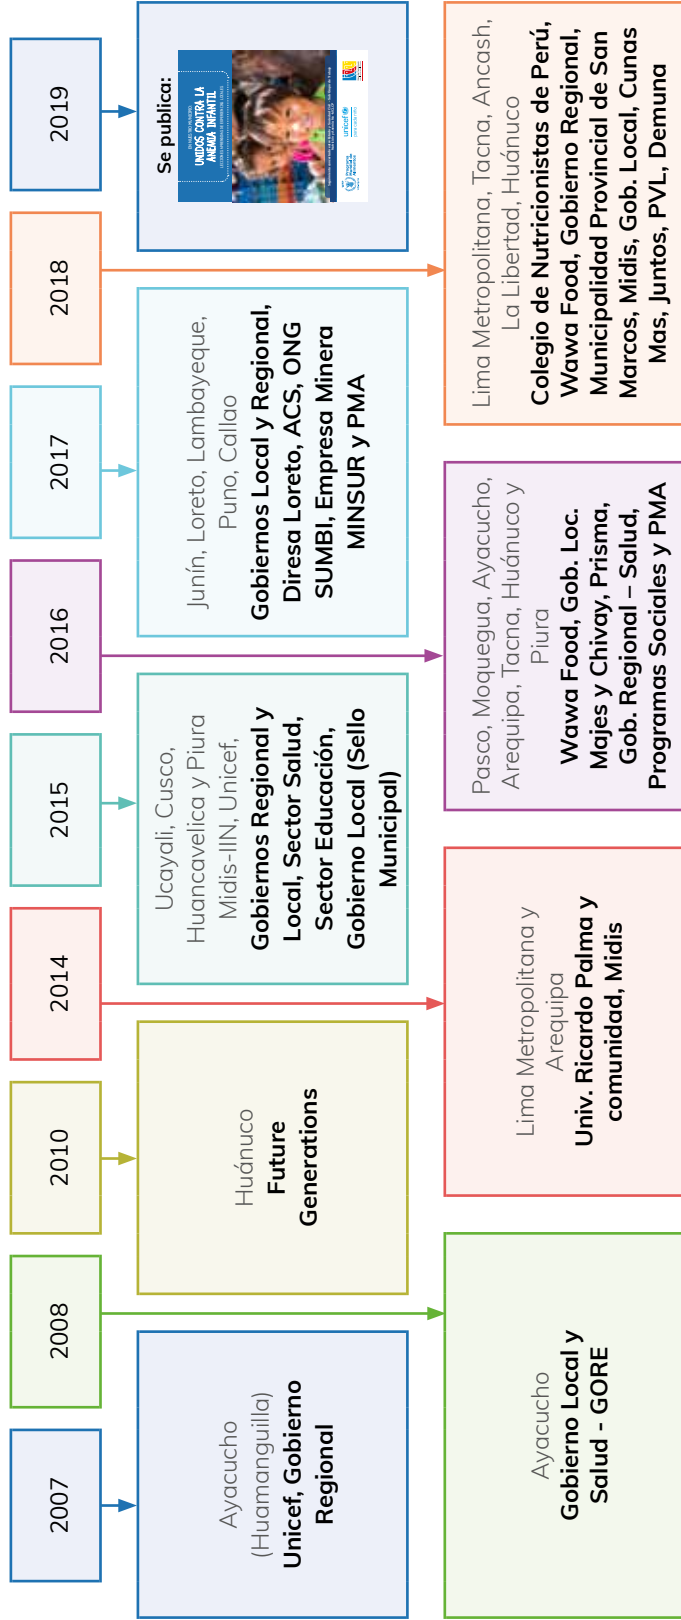 2007
2008
2010
2014
2015
2016
2017
2018
2019
Ayacucho
(Huamanguilla)
Unicef, Gobierno
Regional
Huánuco
Future
Generations
Ucayali, Cusco,
Huancavelica y Piura
Midis-IIN, Unicef,
Gobiernos Regional y
Local, Sector Salud,
Sector Educación,
Gobierno Local (Sello
Municipal)
Junín, Loreto, Lambayeque,
Puno, Callao
Gobiernos Local y Regional,
Diresa Loreto, ACS, ONG
SUMBI, Empresa Minera
MINSUR y PMA
Se publica:
UNIDOS CONTRA LA
ANEMIA INFANTIL
unicef
Ayacucho
Gobierno Local y
Salud - GORE
Lima Metropolitana y
Arequipa
Univ. Ricardo Palma y
comunidad, Midis
Pasco, Moquegua, Ayacucho,
Arequipa, Tacna, Huánuco y
Piura
Wawa Food, Gob. Loc.
Majes y Chivay, Prisma,
Gob. Regional – Salud,
Programas Sociales y PMA
Lima Metropolitana, Tacna, Ancash,
La Libertad, Huánuco
Colegio de Nutricionistas de Perú,
Wawa Food, Gobierno Regional,
Municipalidad Provincial de San
Marcos, Midis, Gob. Local, Cunas
Mas, Juntos, PVL, Demuna